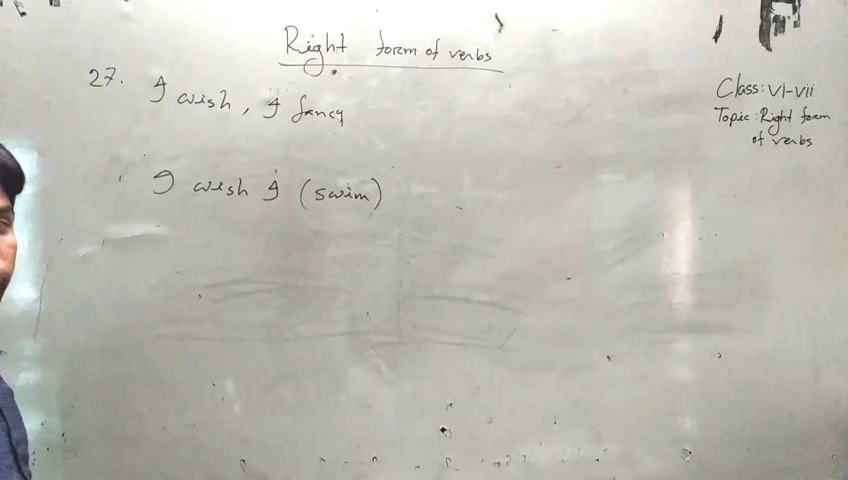 Right form of verbs
27. I wish, I fancy
I wish I (swim)
Class: VI-VII
Topic: Right form
of verbs